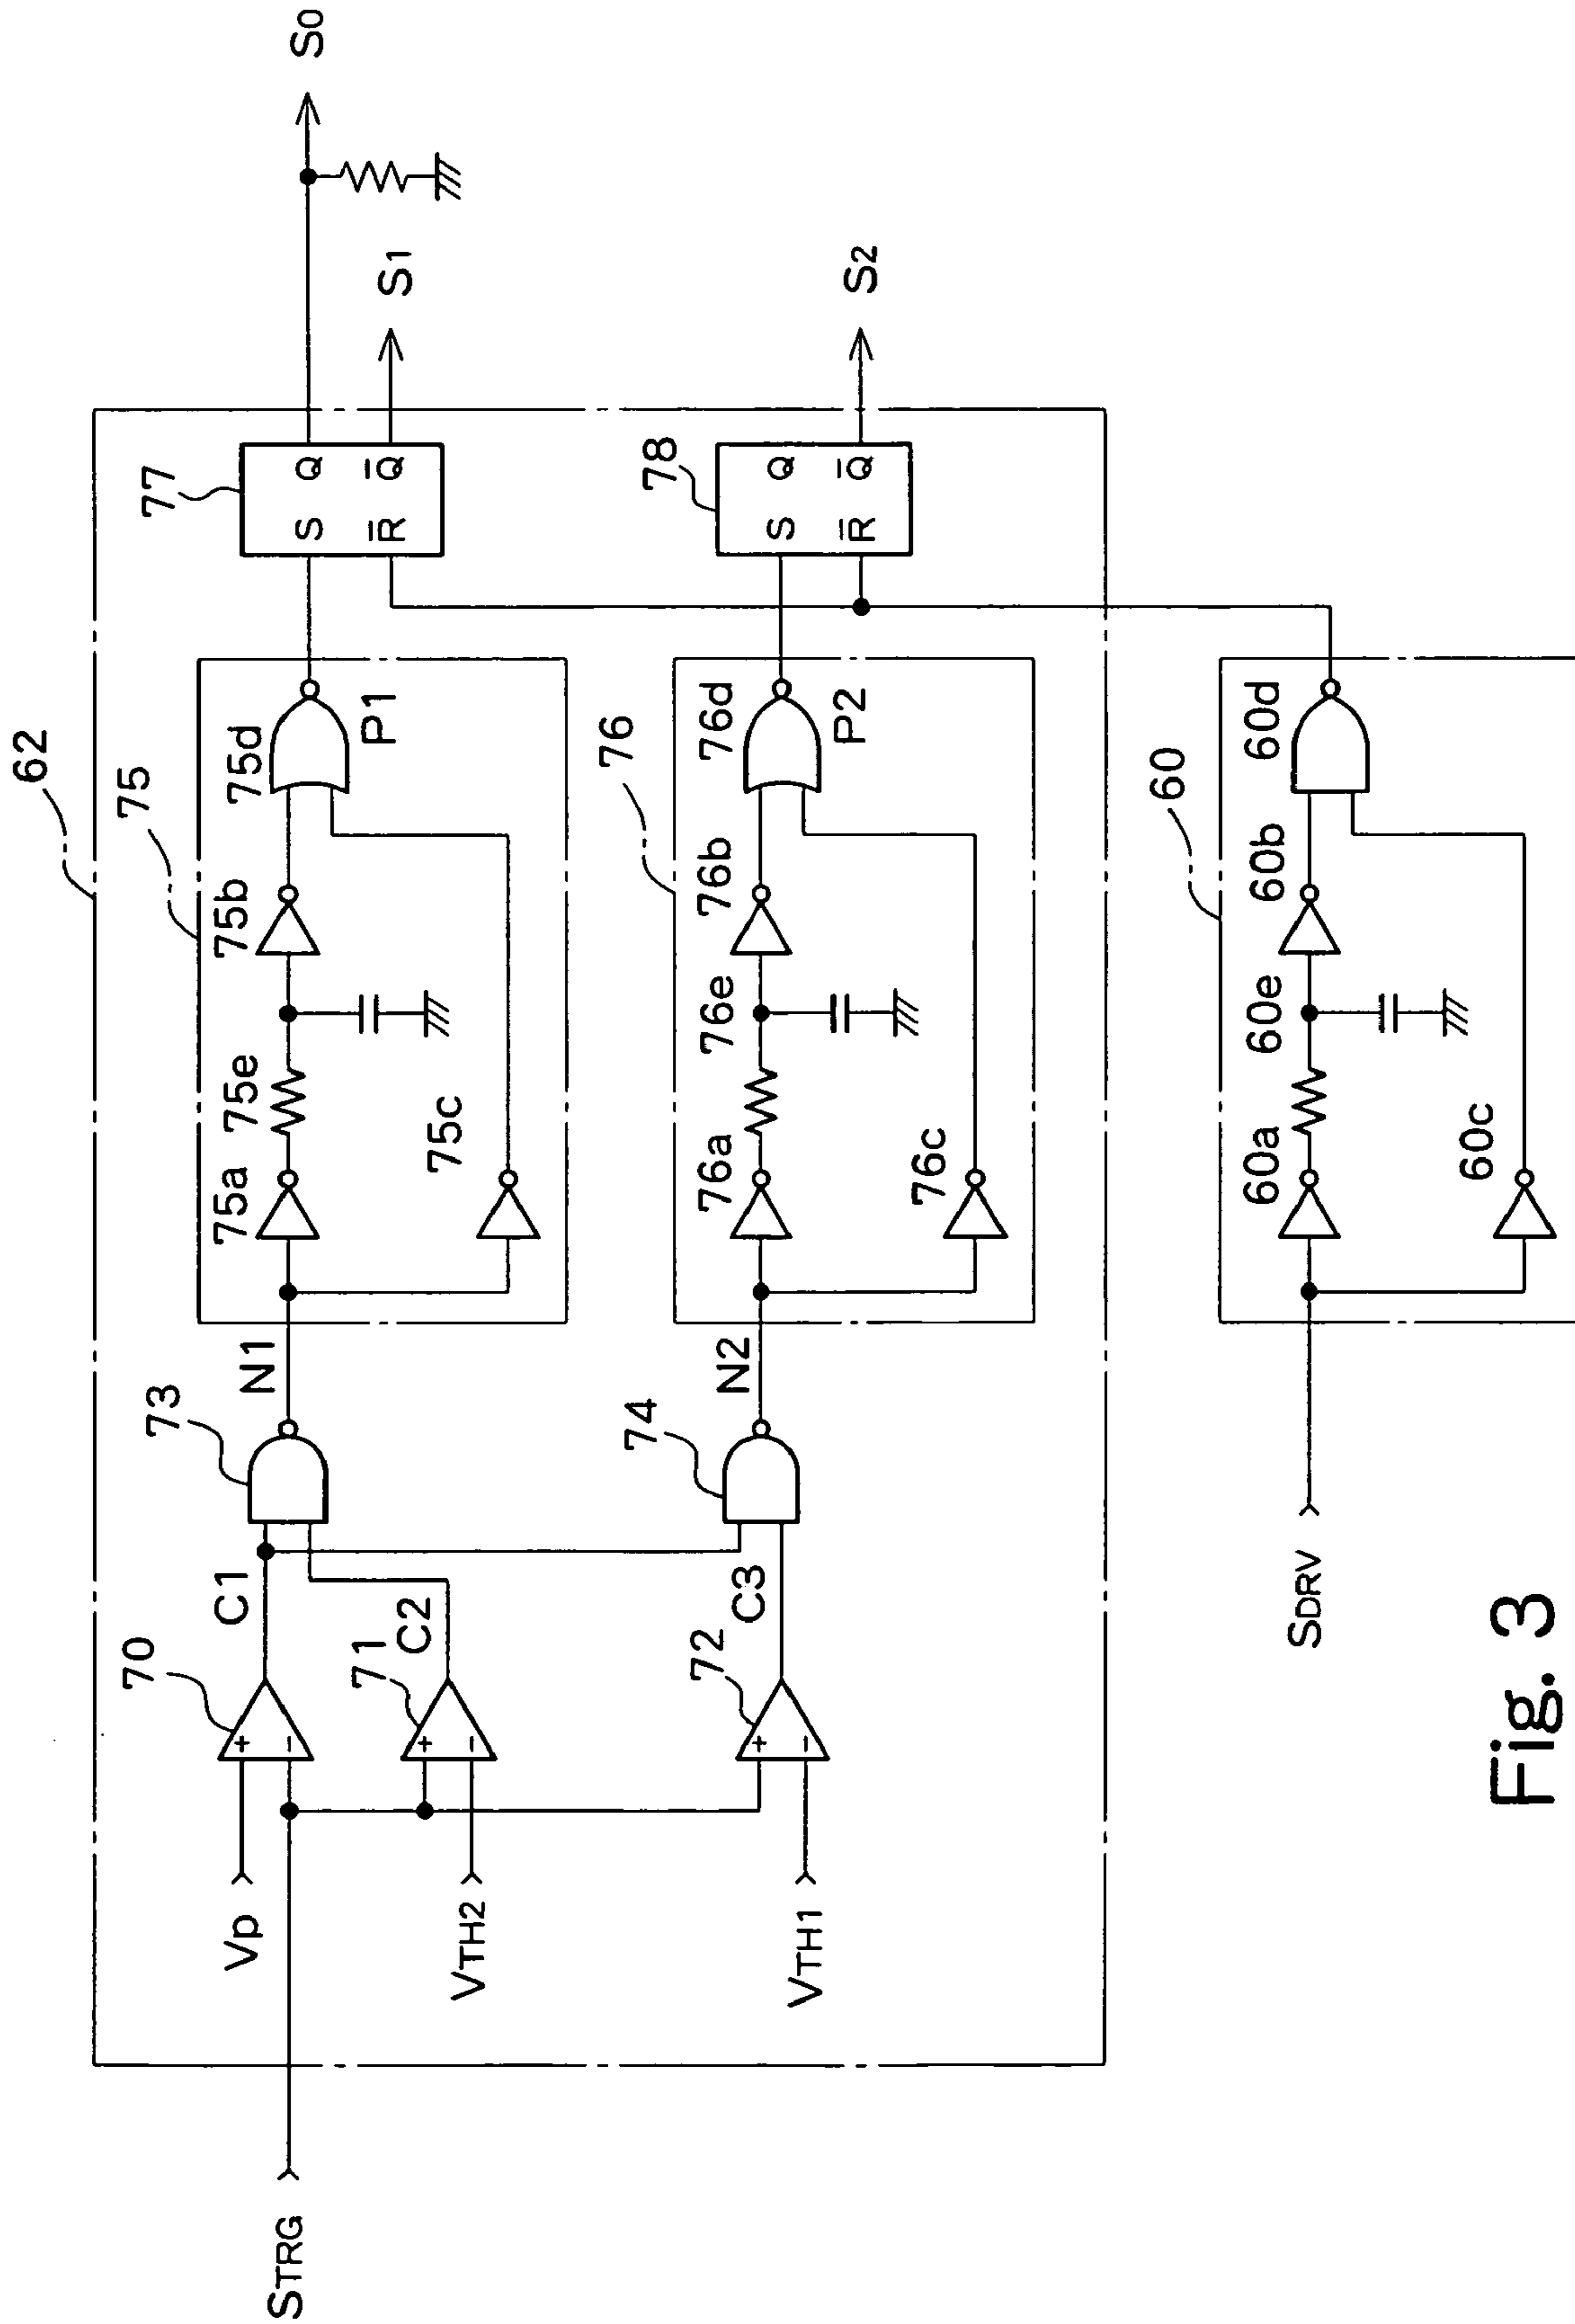 62
75
75a
75e
75b
75d
77
73
N1
P1
S
Q
S0
70
C1
R̅
Q̅
S1
Vp
+
−
75c
71
C2
STRG
+
−
VTH2
76
76a
76e
76b
76d
78
74
N2
P2
S
Q
72
C3
R̅
Q̅
S2
+
−
VTH1
76c
60
60a
60e
60b
60d
SDRV
60c
Fig. 3